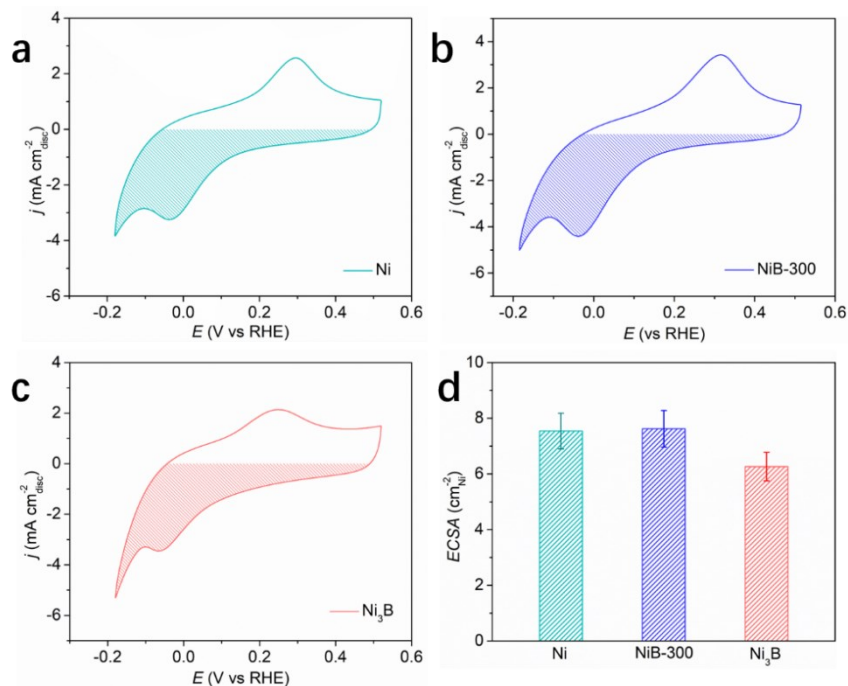 a
4
2
0
-2
-4
-6
j (mA cm⁻²disc)
Ni
-0.2 0.0 0.2 0.4 0.6
E (V vs RHE)
b
4
2
0
-2
-4
-6
j (mA cm⁻²disc)
NiB-300
-0.2 0.0 0.2 0.4 0.6
E (vs RHE)
c
4
2
0
-2
-4
-6
j (mA cm⁻²disc)
Ni₃B
-0.2 0.0 0.2 0.4 0.6
E (V vs RHE)
d
10
8
6
4
2
0
ECSA (cm⁻²Ni)
Ni NiB-300 Ni₃B